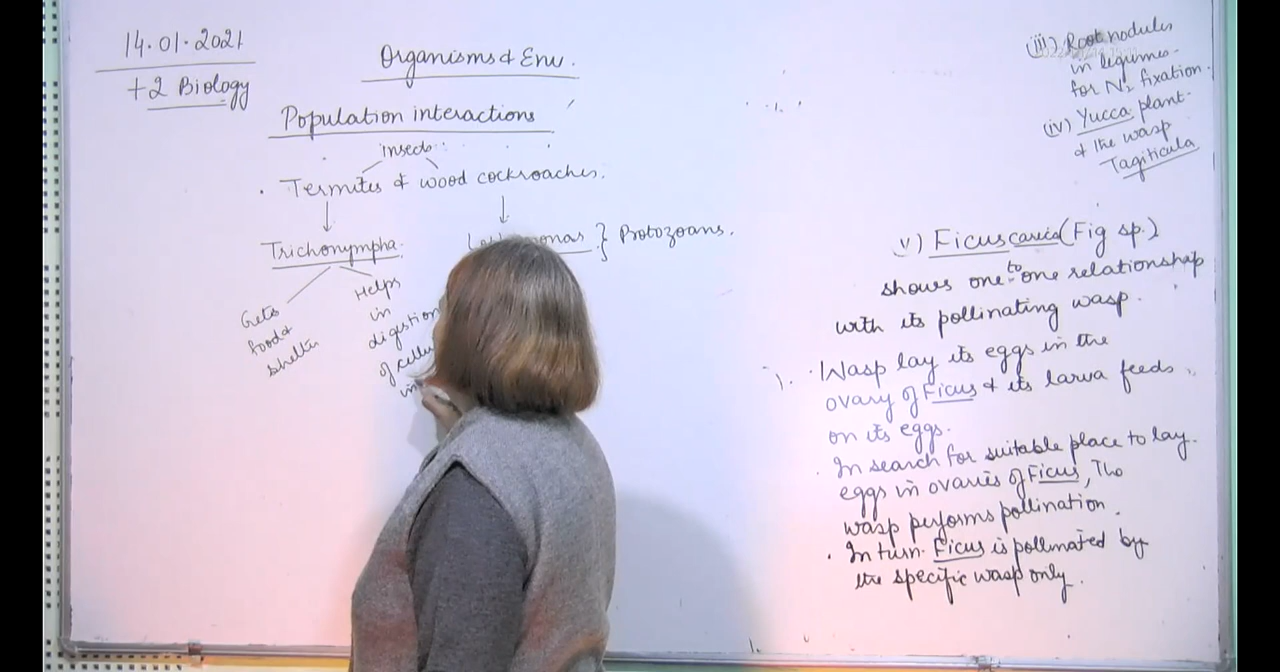 14.01.2021
+2 Biology
Organisms & Env.
Population interactions
insects
Termites & wood cockroaches.
Trichonympha.
} Protozoans.
Gets
food &
shelter
Helps
in
digestion
of
in
(iii) Root nodules
in legumes
for N2 fixation.
(iv) Yucca plant
& the wasp
Tagiticula
v) Ficus carica (Fig sp.)
shows one to one relationship
with its pollinating wasp.
Wasp lay its eggs in the
ovary of Ficus & its larva feeds
on its eggs.
In search for suitable place to lay
eggs in ovaries of Ficus, The
wasp performs pollination.
In turn Ficus is pollinated by
the specific wasp only.